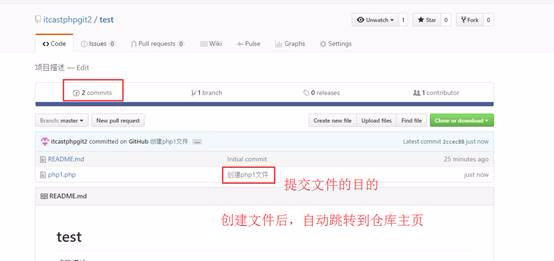 itcastphpgit2 / test
Unwatch 1 Star 0 Fork 0
Code Issues 0 Pull requests 0 Wiki Pulse Graphs Settings
项目描述 — Edit
2 commits 1 branch 0 releases 1 contributor
Branch: master New pull request Create new file Upload files Find file Clone or download
itcastphpgit2 committed on GitHub 创建php1文件 ... Latest commit 2ccec88 just now
README.md Initial commit 25 minutes ago
php1.php 创建php1文件 just now
提交文件的目的
创建文件后，自动跳转到仓库主页
README.md
test